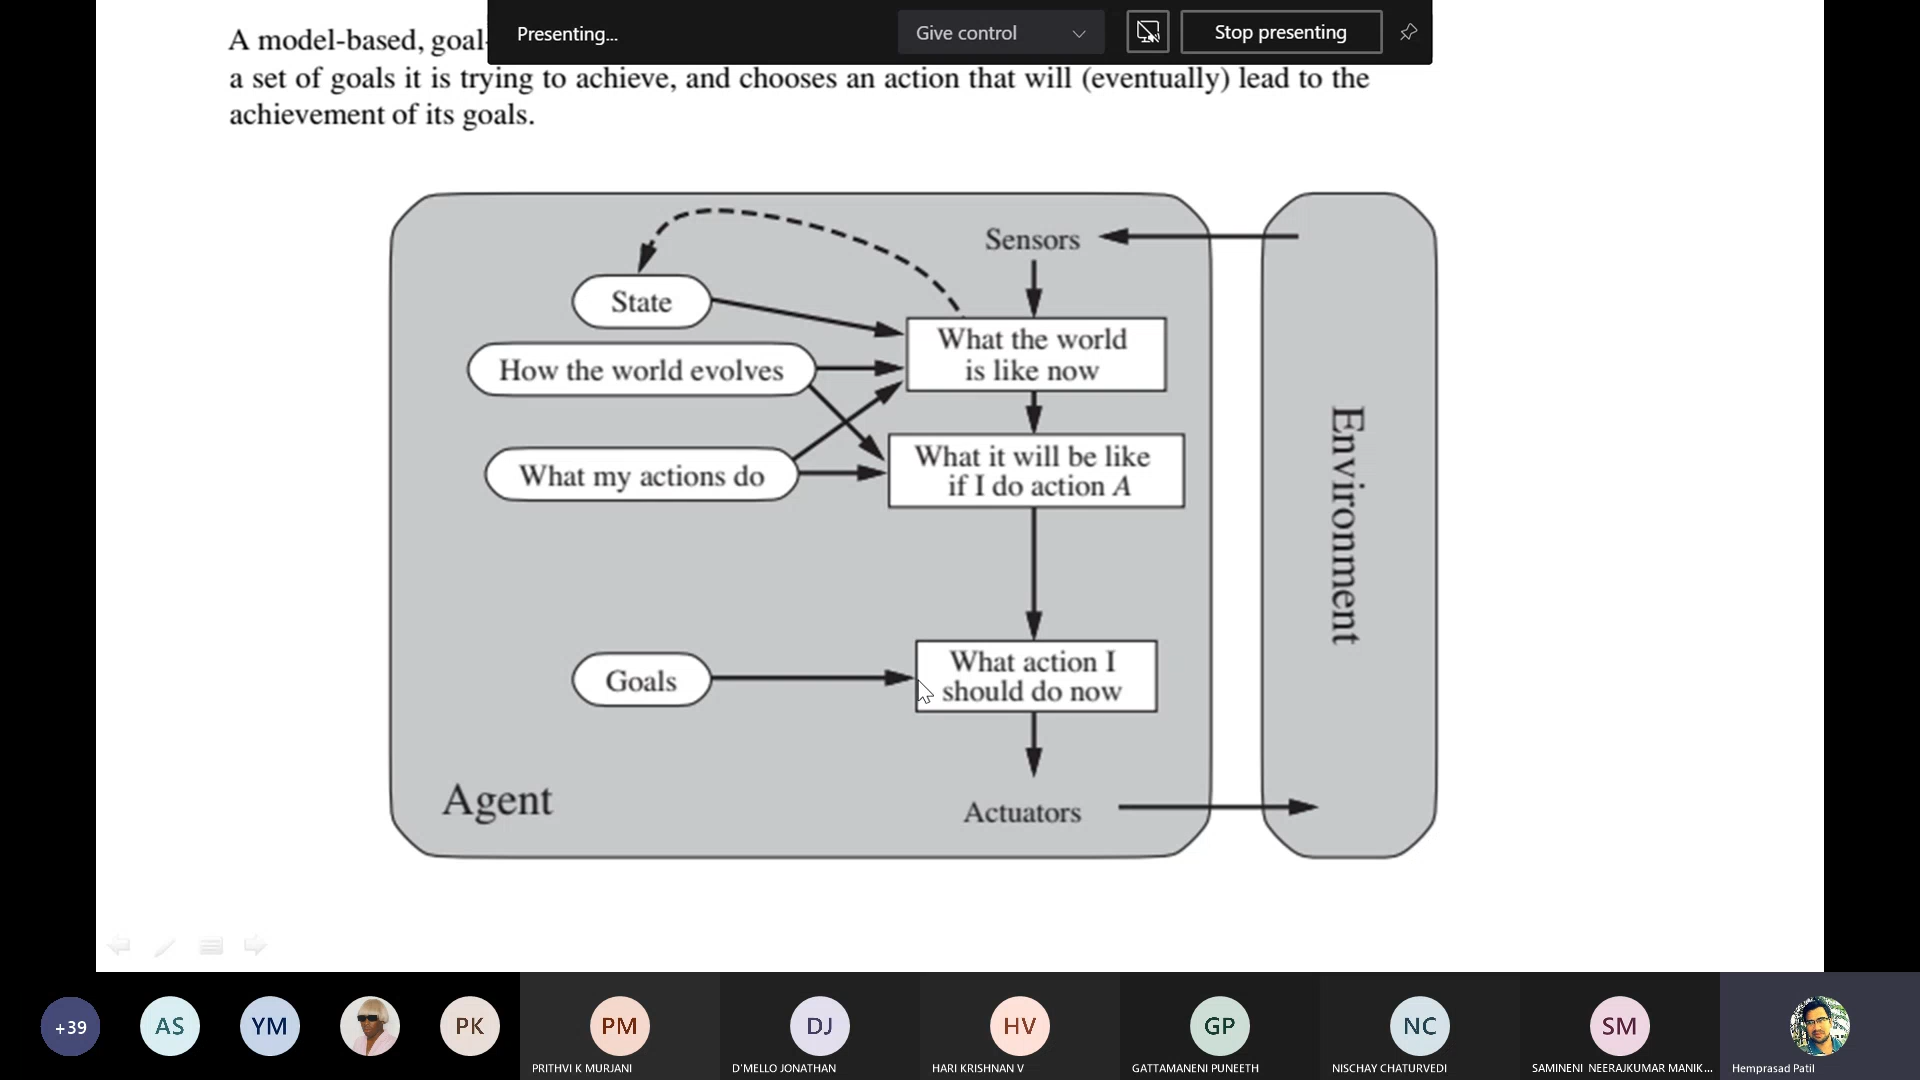 A model-based, goal-
Presenting...
Give control
Stop presenting
a set of goals it is trying to achieve, and chooses an action that will (eventually) lead to the
achievement of its goals.
Sensors
State
What the world
is like now
How the world evolves
What it will be like
if I do action A
What my actions do
Environment
What action I
should do now
Goals
Agent
Actuators
+39
AS
YM
PK
PM
DJ
HV
GP
NC
SM
PRITHVI K MURJANI
D'MELLO JONATHAN
HARI KRISHNAN V
GATTAMANENI PUNEETH
NISCHAY CHATURVEDI
SAMINENI NEERAJKUMAR MANIK...
Hemprasad Patil